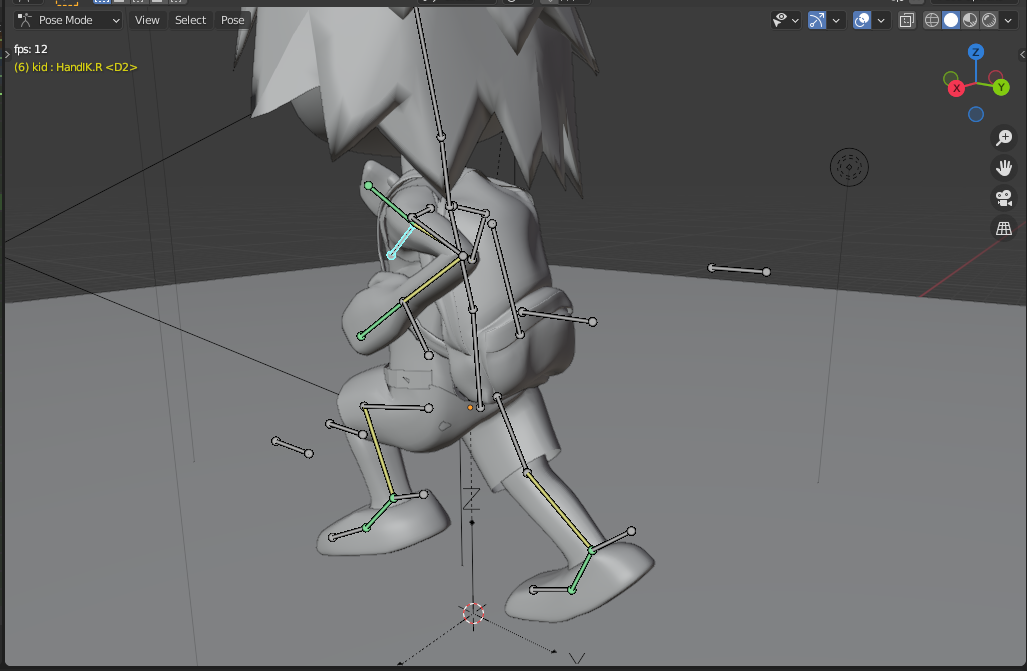 Pose Mode View Select Pose
fps: 12
(6) kid : HandIK.R <D2>
Z
X
Y
Z
Y